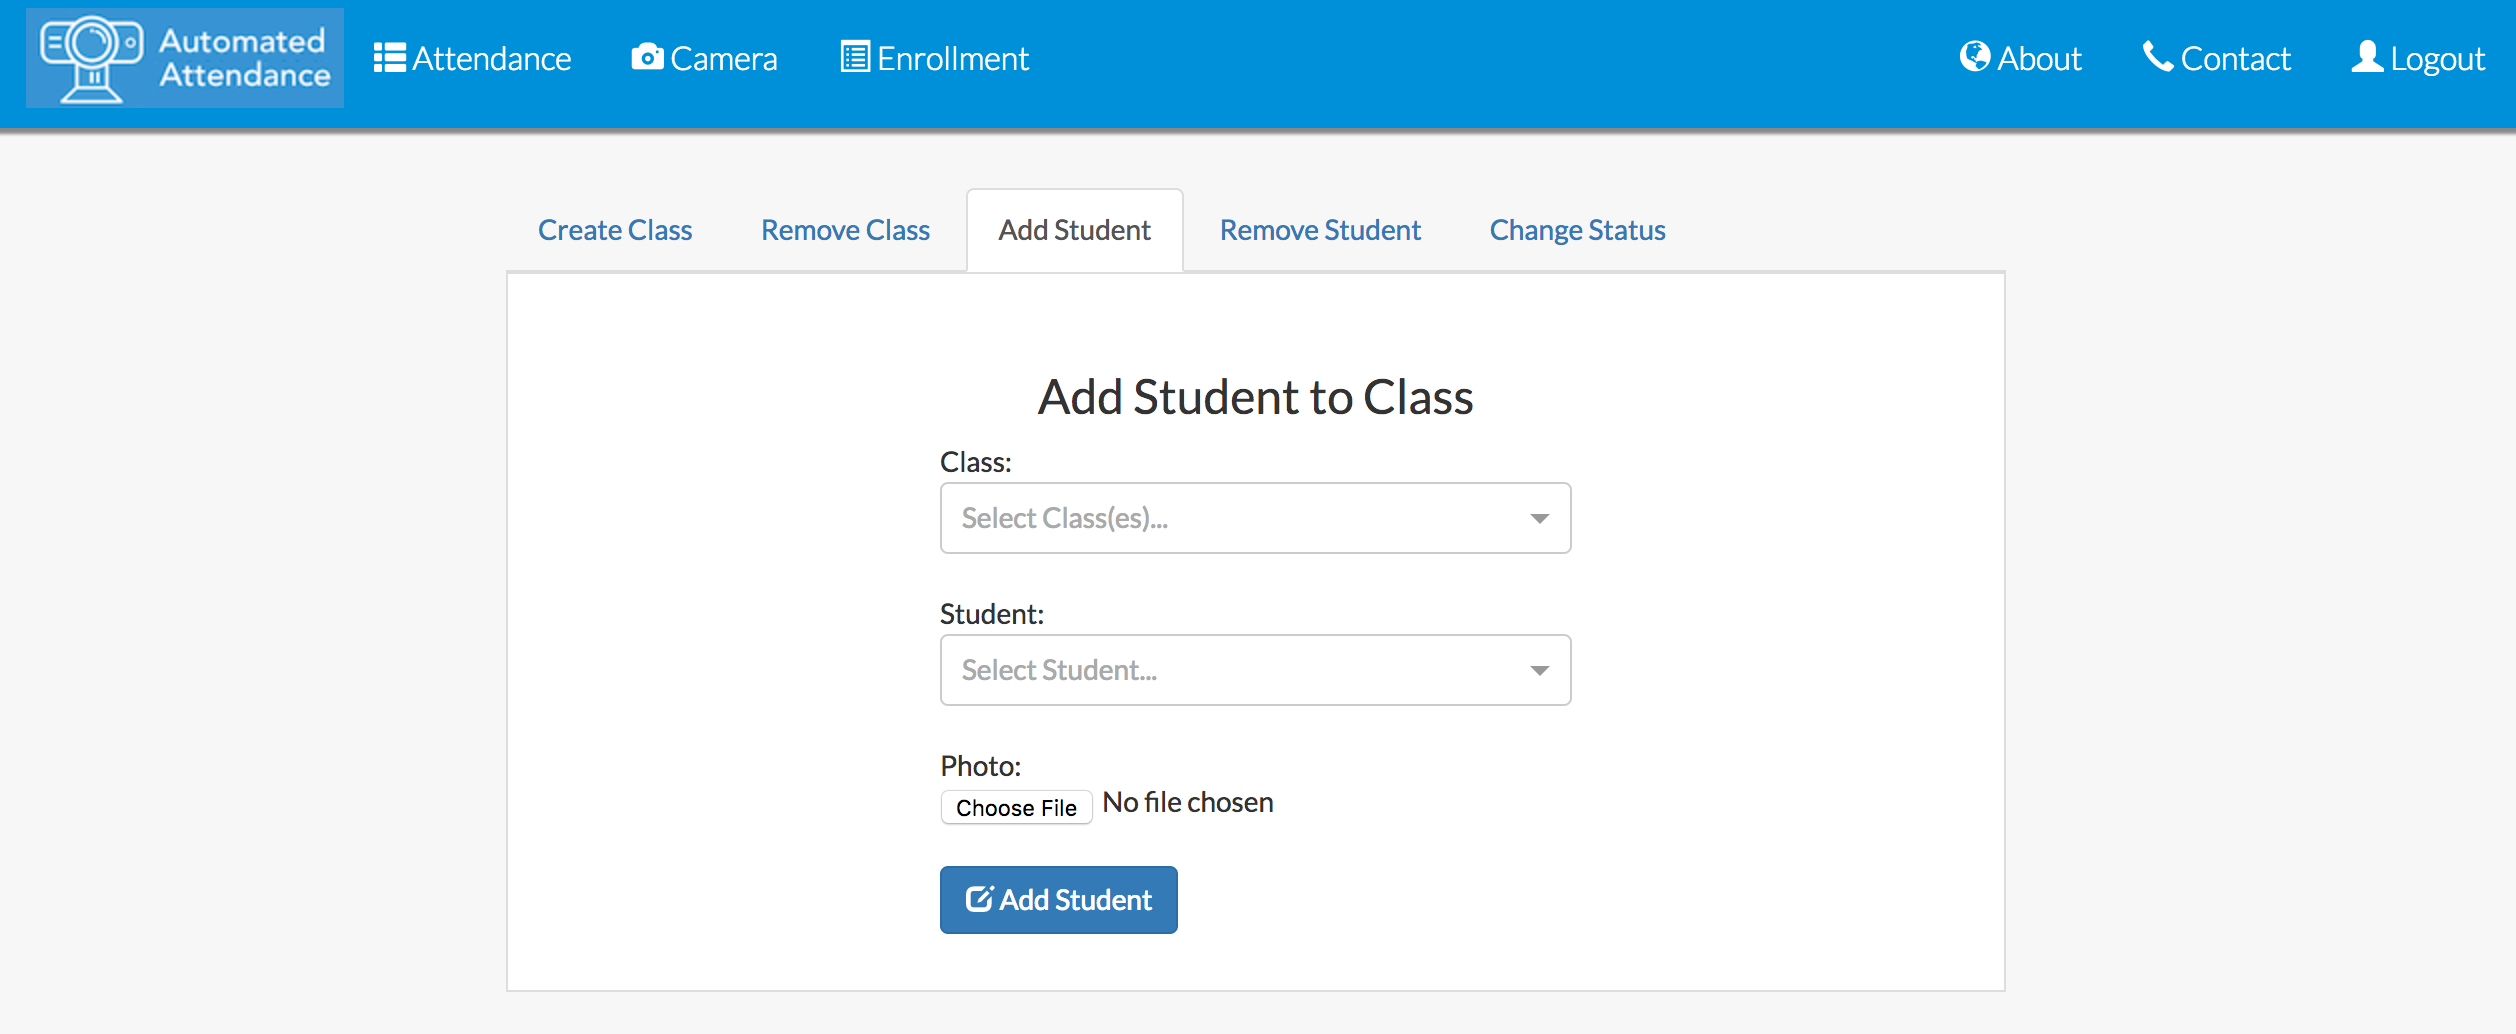 Automated
Attendance
Attendance
Camera
Enrollment
About
Contact
Logout
Create Class
Remove Class
Add Student
Remove Student
Change Status
Add Student to Class
Class:
Select Class(es)...
Student:
Select Student...
Photo:
Choose File No file chosen
Add Student